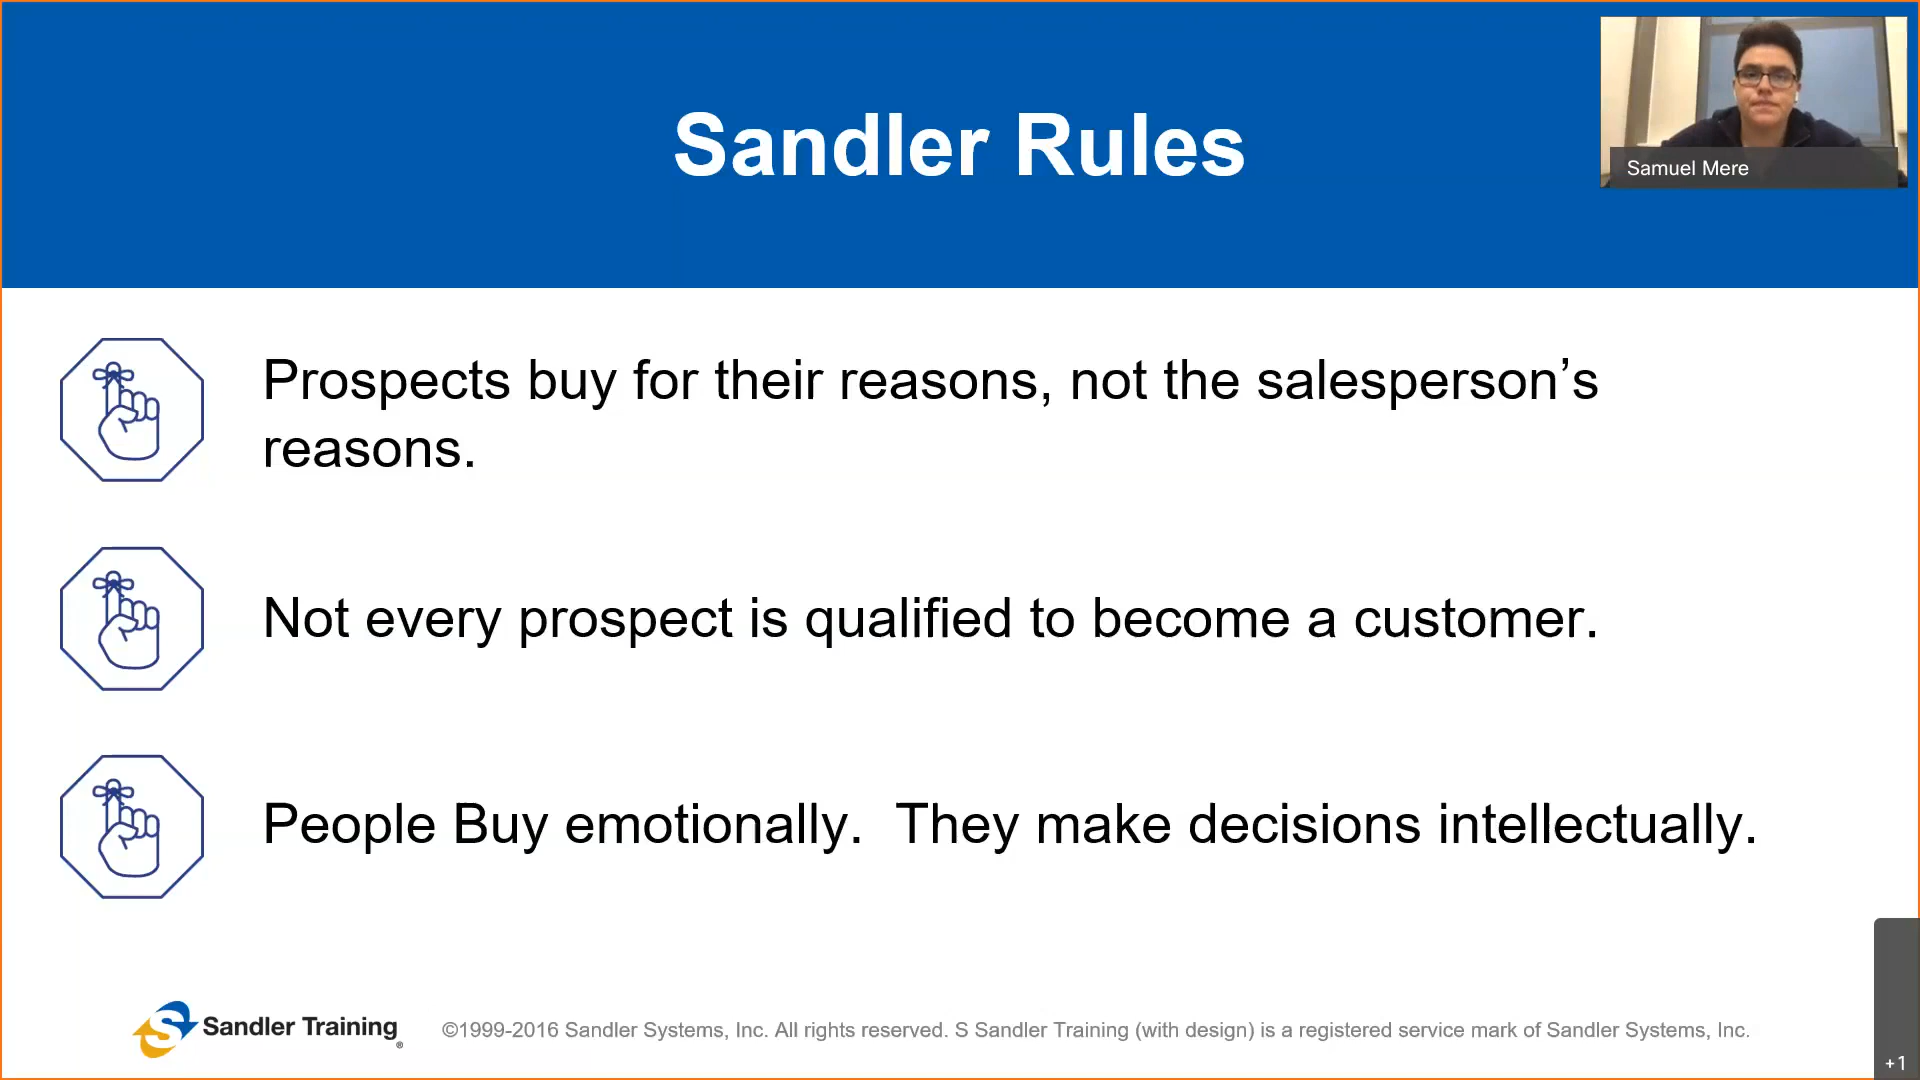 Sandler Rules
Samuel Mere
Prospects buy for their reasons, not the salesperson’s
reasons.
Not every prospect is qualified to become a customer.
People Buy emotionally.  They make decisions intellectually.
Sandler Training®
©1999-2016 Sandler Systems, Inc. All rights reserved. S Sandler Training (with design) is a registered service mark of Sandler Systems, Inc.
+1